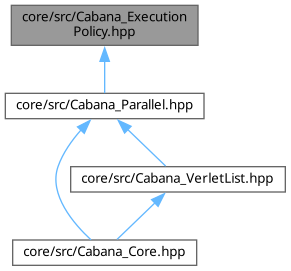 core/src/Cabana_Execution
Policy.hpp
core/src/Cabana_Parallel.hpp
core/src/Cabana_VerletList.hpp
core/src/Cabana_Core.hpp